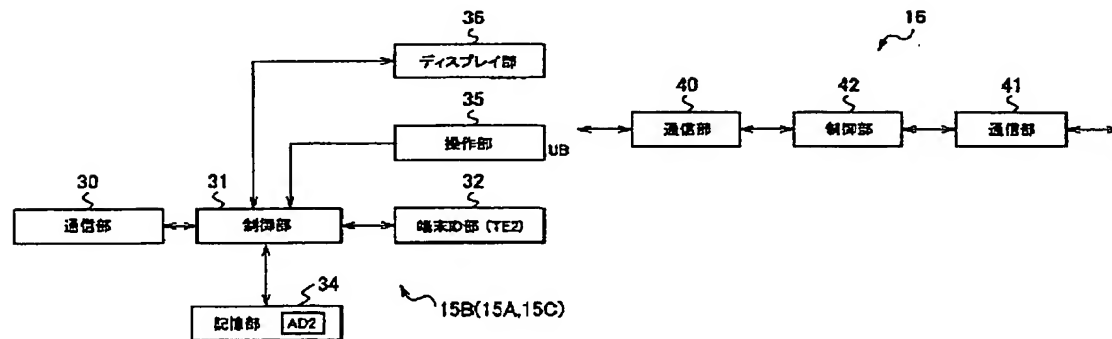 36
ディスプレイ部
35
操作部
UB
30
通信部
31
制御部
32
端末ID部 (TE2)
34
記憶部 AD2
15B(15A,15C)
16
40
通信部
42
制御部
41
通信部